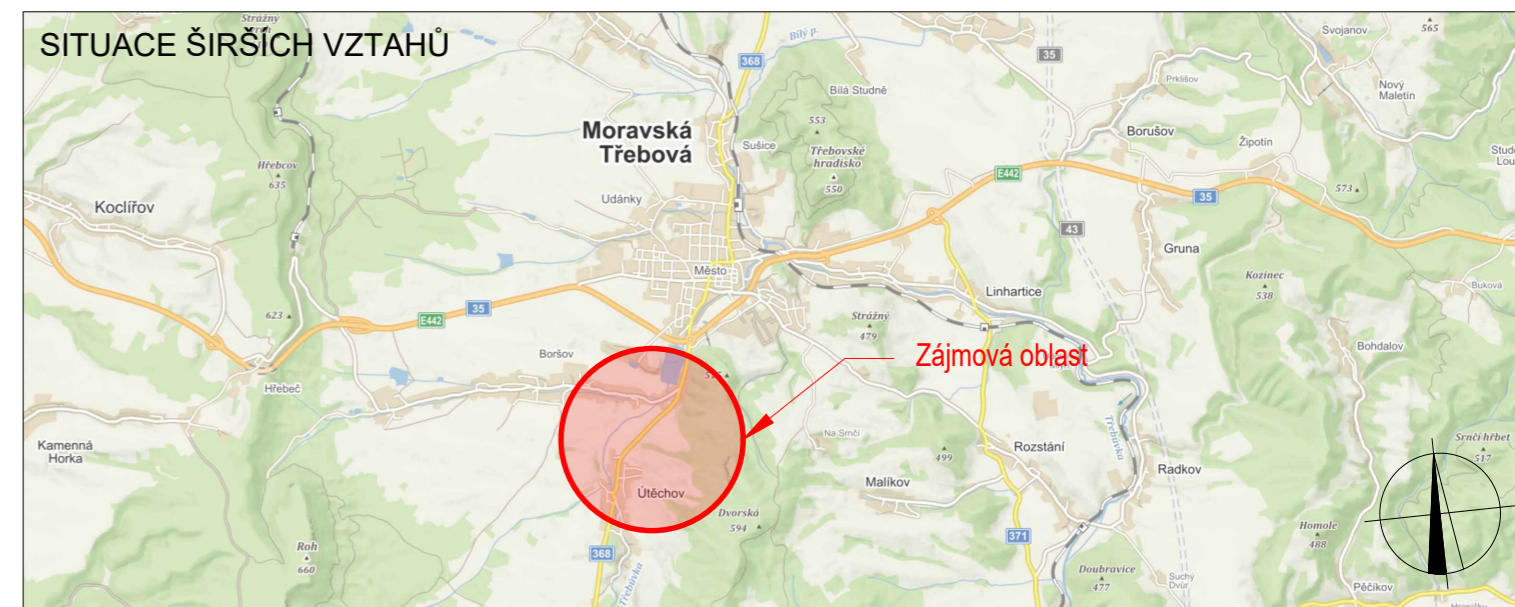 SITUACE ŠIRŠÍCH VZTAHŮ
Strážný
368
Bílý p.
35
Svojanov
565
Prklišov
Bílá Studně
Nový
Maletín
Moravská
Třebová
553
Třebovské
hradisko
550
Sušice
Borušov
Žipotín
Hřebcov
635
E442
573
35
Koclířov
Udánky
43
Gruna
Město
Kozinec
538
Buková
Linhartice
623
E442
35
Strážný
479
Bohdalov
Boršov
Zájmová oblast
Hřebeč
Třebůvka
Kamenná
Horka
Na Srnčí
Rozstání
Srnčí hřbet
517
499
Radkov
Malíkov
Útěchov
Dvorská
594
Homole
488
371
Roh
660
368
Třebůvka
Doubravice
477
Suchý
Dvůr
Pěčíkov